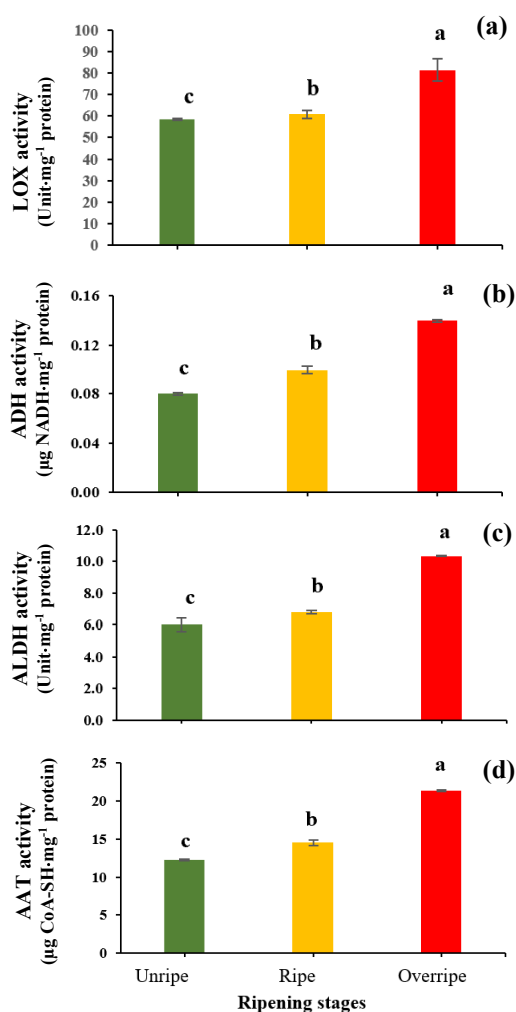 (a)
LOX activity
(Unit·mg-1 protein)
100
90
80
70
60
50
40
30
20
10
0
c
b
a
(b)
ADH activity
(µg NADH·mg-1 protein)
0.16
0.12
0.08
0.04
0.00
c
b
a
(c)
ALDH activity
(Unit·mg-1 protein)
12.0
10.0
8.0
6.0
4.0
2.0
0.0
c
b
a
(d)
AAT activity
(µg CoA-SH·mg-1 protein)
25
20
15
10
5
0
c
b
a
Unripe Ripe Overripe
Ripening stages